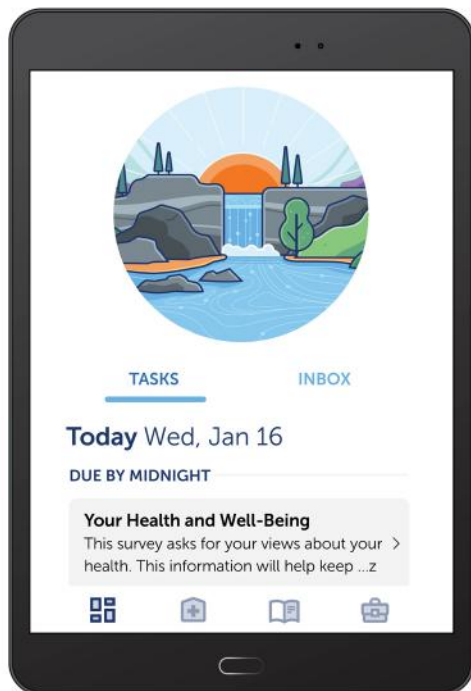 TASKS
INBOX
Today Wed, Jan 16
DUE BY MIDNIGHT
Your Health and Well-Being
This survey asks for your views about your
health. This information will help keep ...z